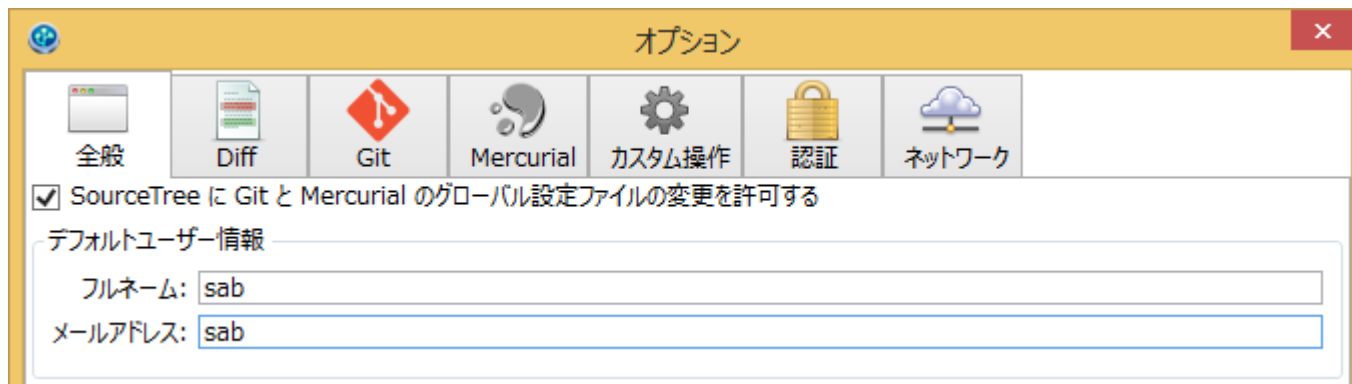 オプション
全般 Diff Git Mercurial カスタム操作 認証 ネットワーク
SourceTree に Git と Mercurial のグローバル設定ファイルの変更を許可する
デフォルトユーザー情報
フルネーム: sab
メールアドレス: sab